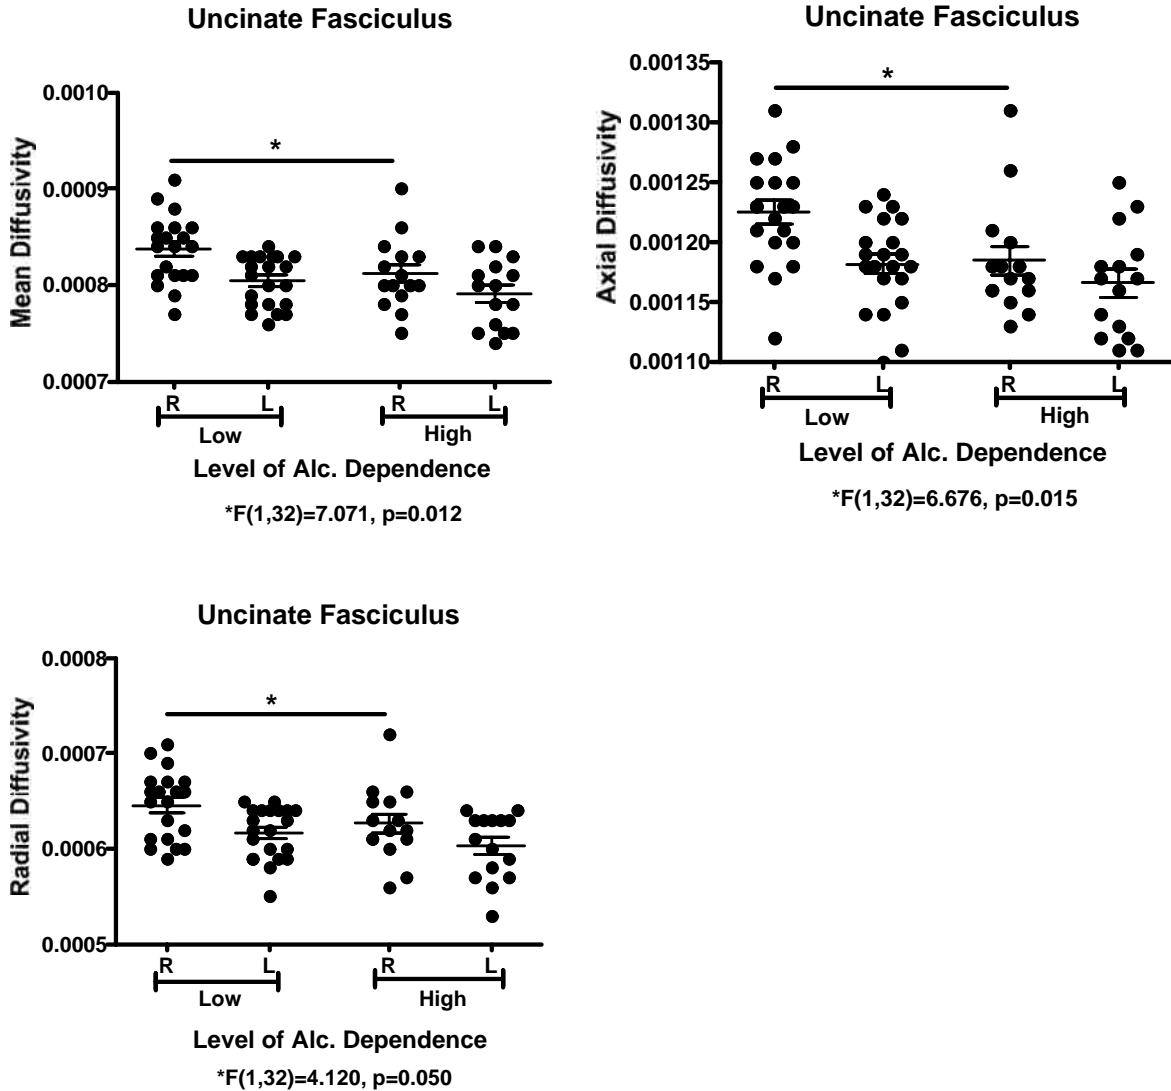 Uncinate Fasciculus
0.0010
0.0009
0.0008
0.0007
Mean Diffusivity
*
R L R L
Low High
Level of Alc. Dependence
*F(1,32)=7.071, p=0.012
Uncinate Fasciculus
0.00135
0.00130
0.00125
0.00120
0.00115
0.00110
Axial Diffusivity
*
R L R L
Low High
Level of Alc. Dependence
*F(1,32)=6.676, p=0.015
Uncinate Fasciculus
0.0008
0.0007
0.0006
0.0005
Radial Diffusivity
*
R L R L
Low High
Level of Alc. Dependence
*F(1,32)=4.120, p=0.050